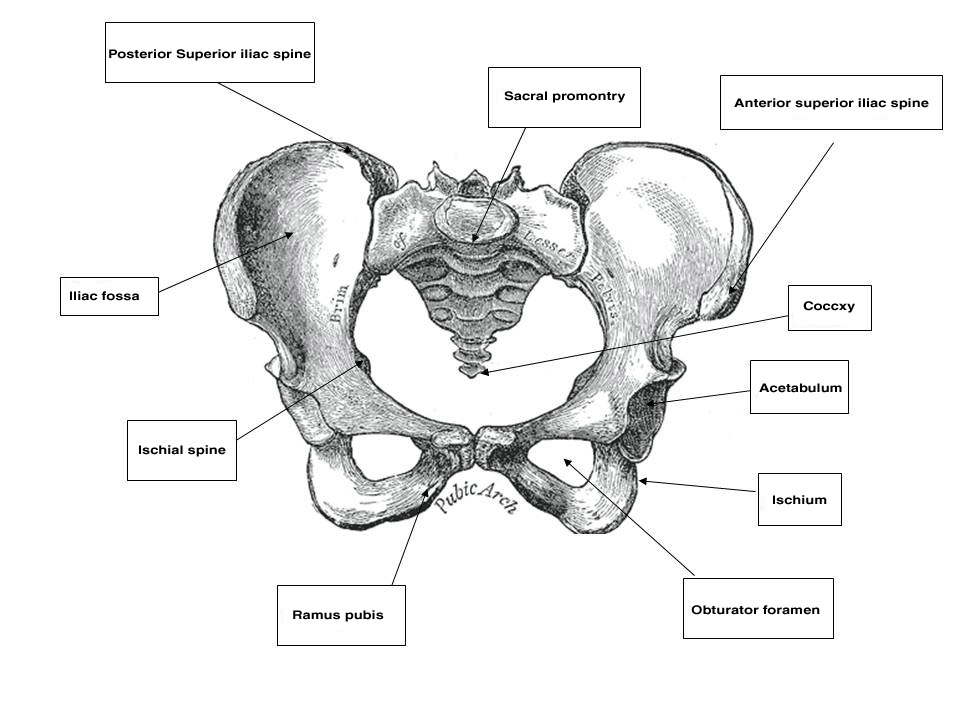 Posterior Superior iliac spine
Sacral promontry
Anterior superior iliac spine
of
Lesser
Iliac fossa
Brim
Pelvis
Coccxy
Acetabulum
Ischial spine
Pubic Arch
Ischium
Ramus pubis
Obturator foramen